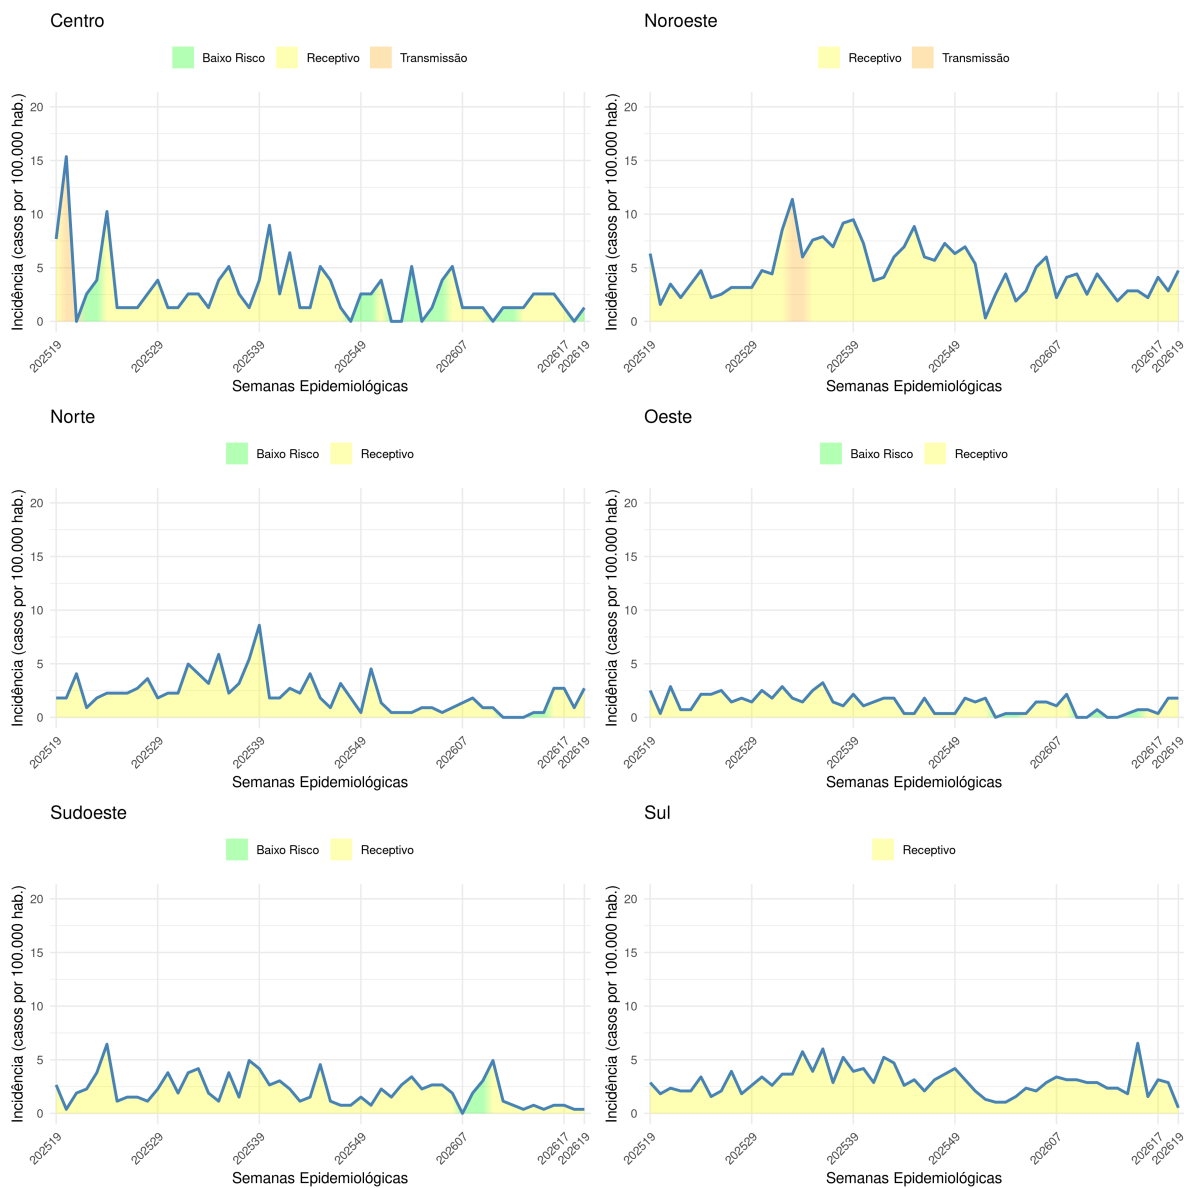 Centro
Baixo Risco Receptivo Transmissão
Incidência (casos por 100.000 hab.)
20
15
10
5
0
202519 202529 202539 202549 202607 202617 202619
Semanas Epidemiológicas
Noroeste
Receptivo Transmissão
Incidência (casos por 100.000 hab.)
20
15
10
5
0
202519 202529 202539 202549 202607 202617 202619
Semanas Epidemiológicas
Norte
Baixo Risco Receptivo
Incidência (casos por 100.000 hab.)
20
15
10
5
0
202519 202529 202539 202549 202607 202617 202619
Semanas Epidemiológicas
Oeste
Baixo Risco Receptivo
Incidência (casos por 100.000 hab.)
20
15
10
5
0
202519 202529 202539 202549 202607 202617 202619
Semanas Epidemiológicas
Sudoeste
Baixo Risco Receptivo
Incidência (casos por 100.000 hab.)
20
15
10
5
0
202519 202529 202539 202549 202607 202617 202619
Semanas Epidemiológicas
Sul
Receptivo
Incidência (casos por 100.000 hab.)
20
15
10
5
0
202519 202529 202539 202549 202607 202617 202619
Semanas Epidemiológicas